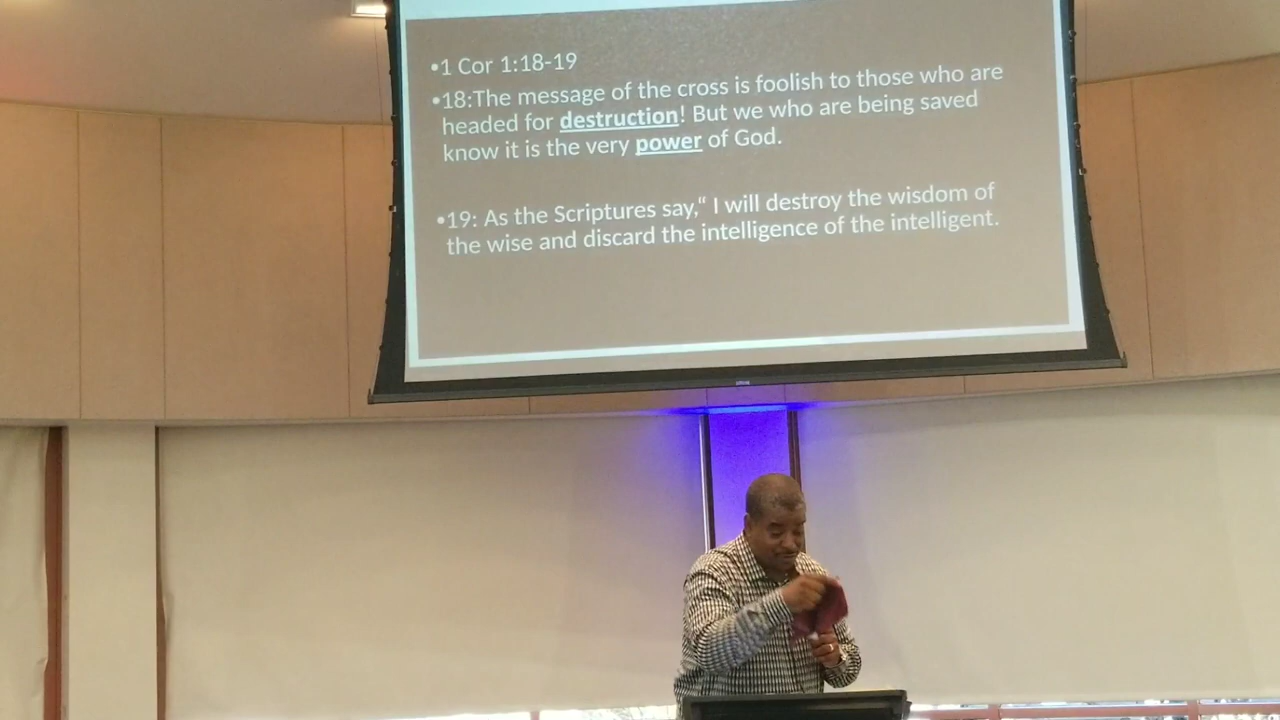 •1 Cor 1:18-19
•18:The message of the cross is foolish to those who are
headed for destruction! But we who are being saved
know it is the very power of God.
•19: As the Scriptures say,“ I will destroy the wisdom of
the wise and discard the intelligence of the intelligent.